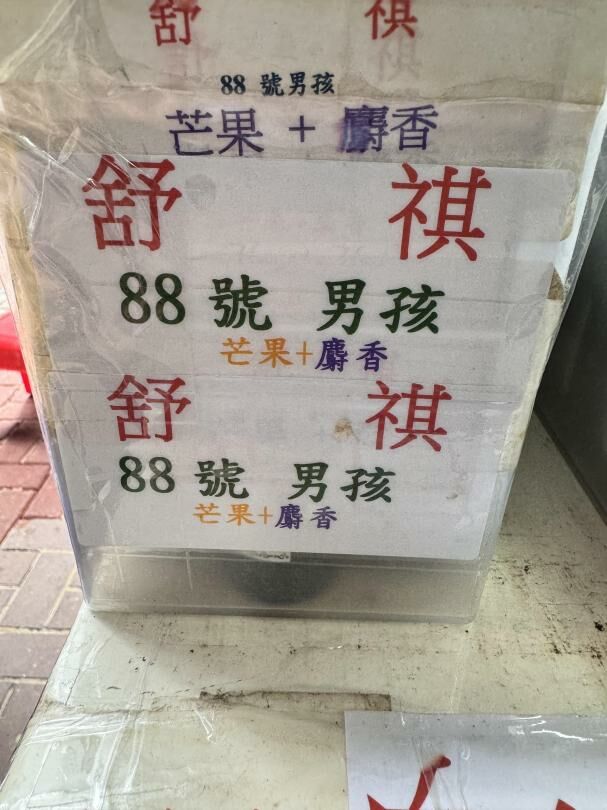 舒 祺
88 號男孩
芒果 + 麝香
舒 祺
88 號 男孩
芒果+麝香
舒 祺
88 號 男孩
芒果+麝香